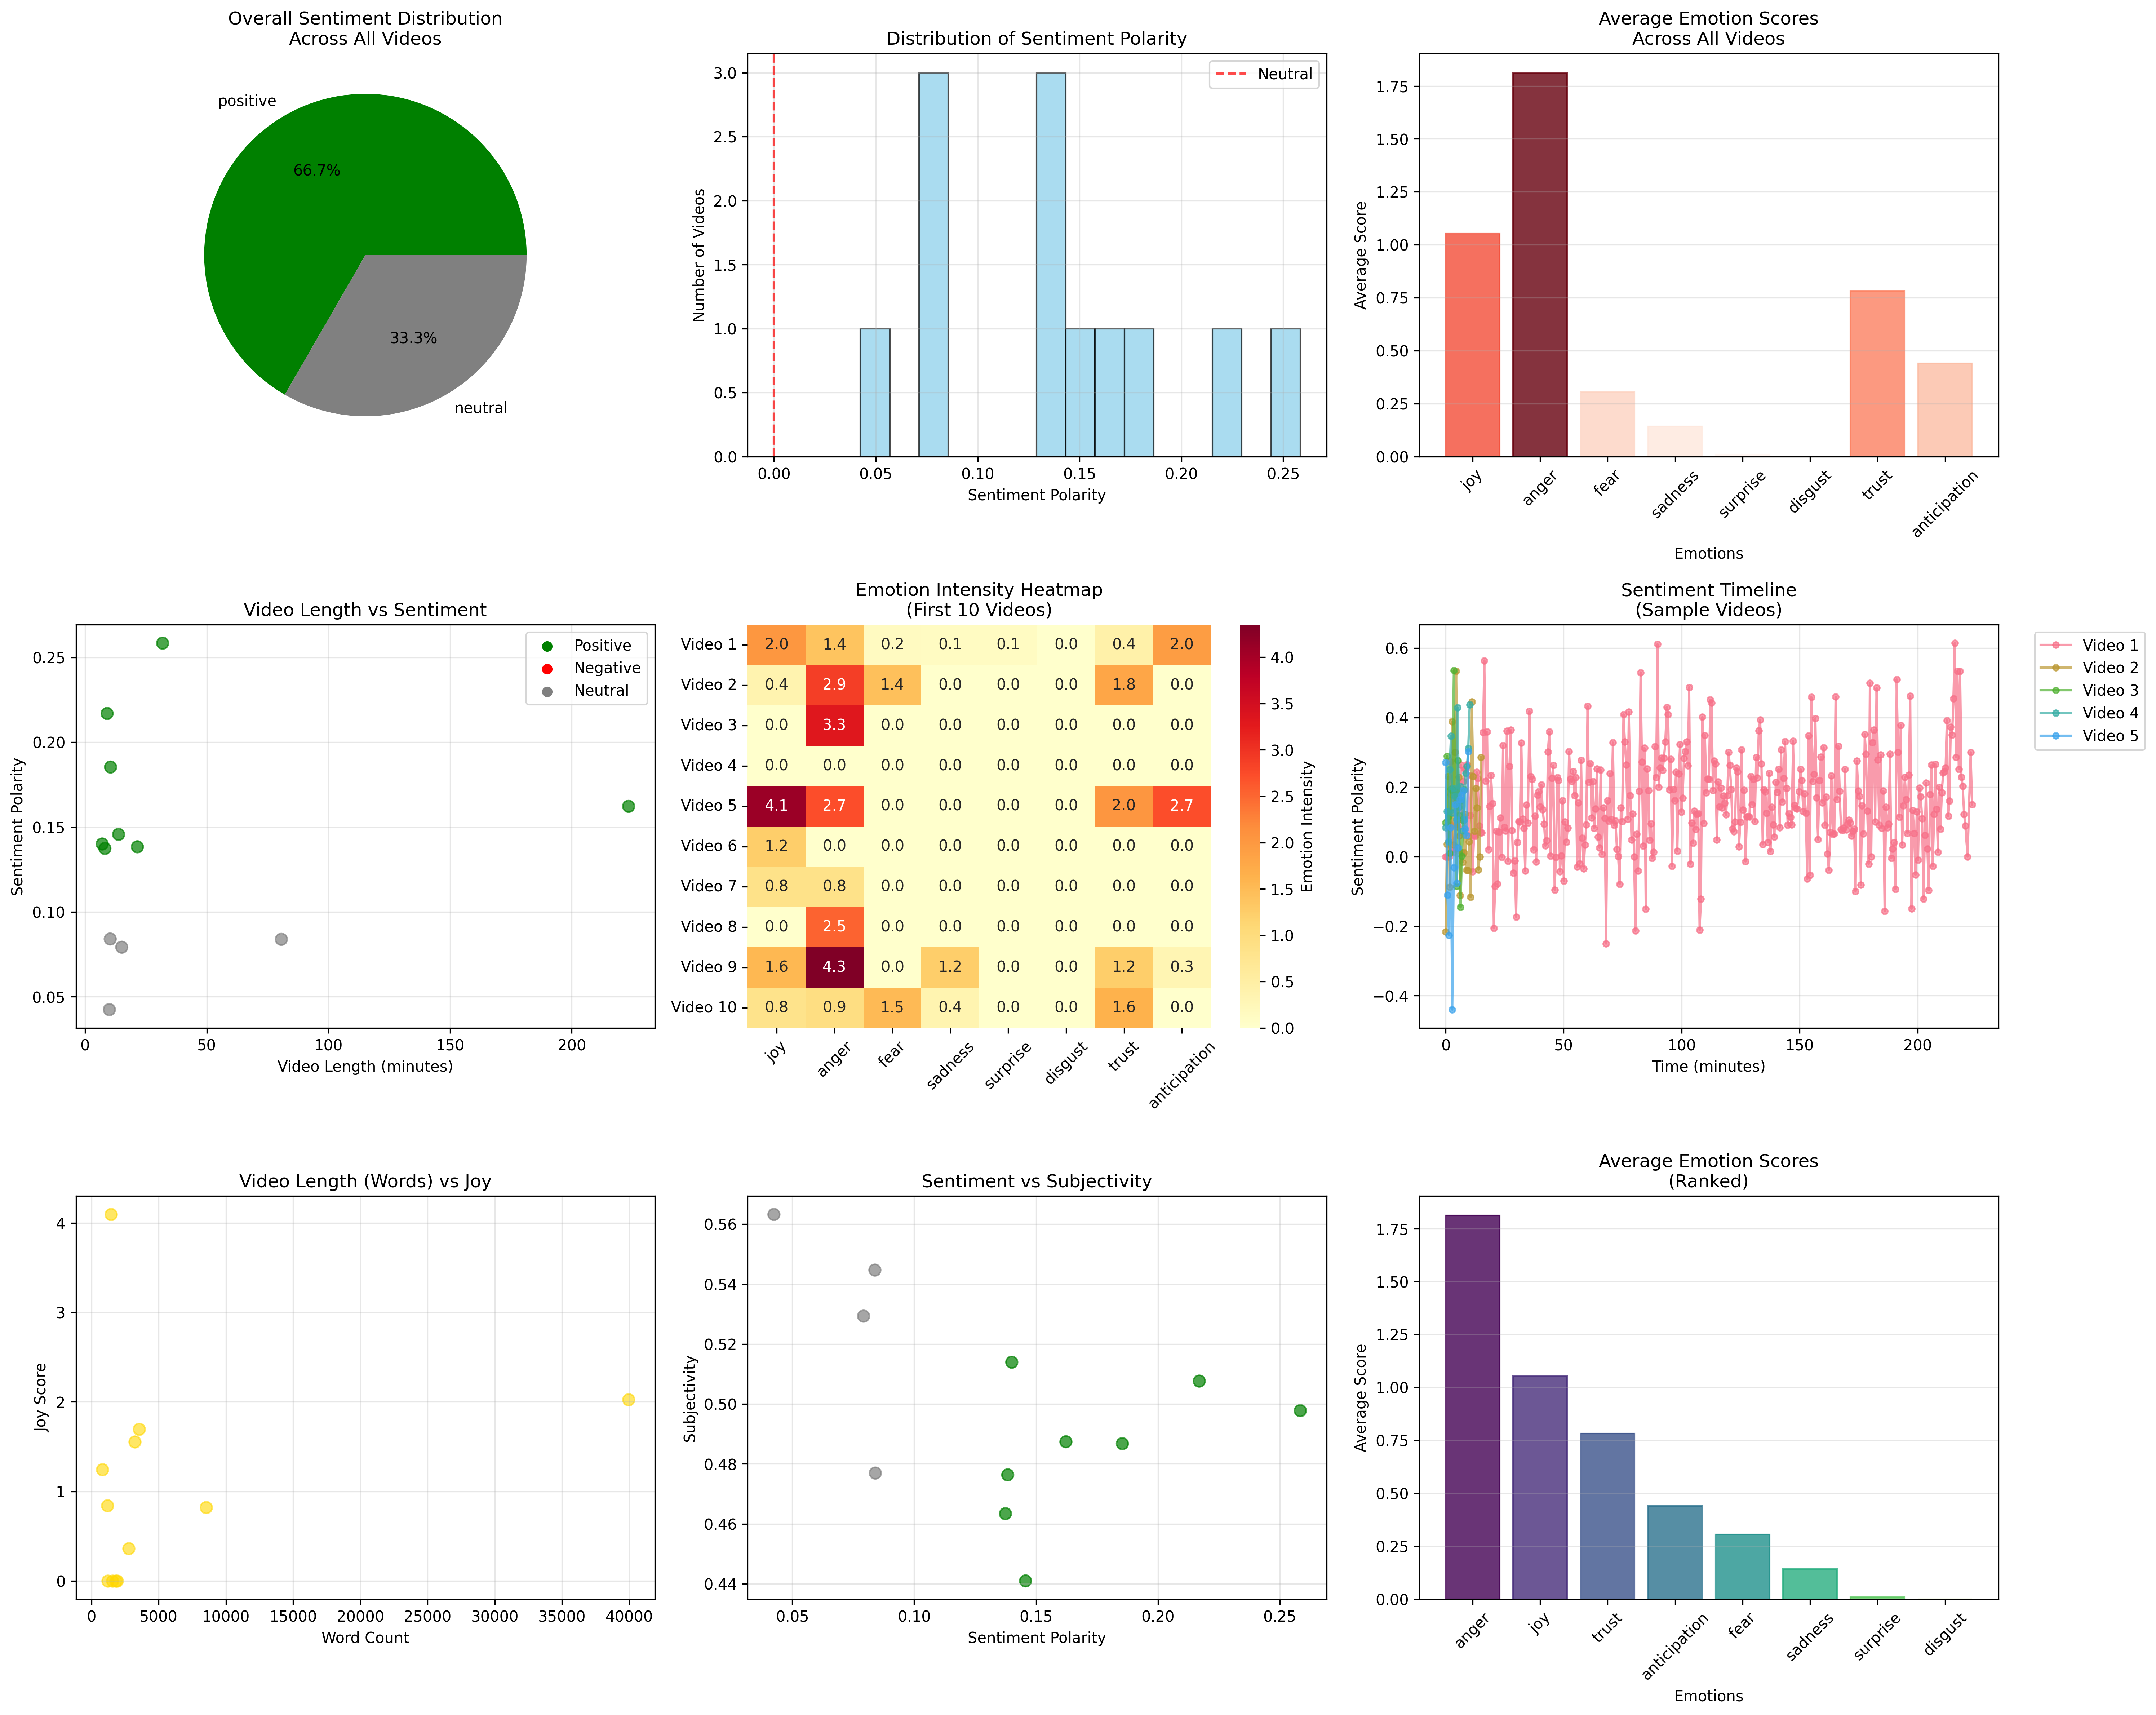 Overall Sentiment Distribution
Across All Videos
positive
66.7%
33.3%
neutral
Distribution of Sentiment Polarity
Neutral
Number of Videos
3.0
2.5
2.0
1.5
1.0
0.5
0.0
0.00 0.05 0.10 0.15 0.20 0.25
Sentiment Polarity
Average Emotion Scores
Across All Videos
Average Score
1.75
1.50
1.25
1.00
0.75
0.50
0.25
0.00
joy anger fear sadness surprise disgust trust anticipation
Emotions
Video Length vs Sentiment
Positive
Negative
Neutral
Sentiment Polarity
0.25
0.20
0.15
0.10
0.05
0 50 100 150 200
Video Length (minutes)
Emotion Intensity Heatmap
(First 10 Videos)
Video 1 2.0 1.4 0.2 0.1 0.1 0.0 0.4 2.0
Video 2 0.4 2.9 1.4 0.0 0.0 0.0 1.8 0.0
Video 3 0.0 3.3 0.0 0.0 0.0 0.0 0.0 0.0
Video 4 0.0 0.0 0.0 0.0 0.0 0.0 0.0 0.0
Video 5 4.1 2.7 0.0 0.0 0.0 0.0 2.0 2.7
Video 6 1.2 0.0 0.0 0.0 0.0 0.0 0.0 0.0
Video 7 0.8 0.8 0.0 0.0 0.0 0.0 0.0 0.0
Video 8 0.0 2.5 0.0 0.0 0.0 0.0 0.0 0.0
Video 9 1.6 4.3 0.0 1.2 0.0 0.0 1.2 0.3
Video 10 0.8 0.9 1.5 0.4 0.0 0.0 1.6 0.0
joy anger fear sadness surprise disgust trust anticipation
4.0
3.5
3.0
2.5
2.0
1.5
1.0
0.5
0.0
Emotion Intensity
Sentiment Timeline
(Sample Videos)
Video 1
Video 2
Video 3
Video 4
Video 5
Sentiment Polarity
0.6
0.4
0.2
0.0
−0.2
−0.4
0 50 100 150 200
Time (minutes)
Video Length (Words) vs Joy
Joy Score
4
3
2
1
0
0 5000 10000 15000 20000 25000 30000 35000 40000
Word Count
Sentiment vs Subjectivity
Subjectivity
0.56
0.54
0.52
0.50
0.48
0.46
0.44
0.05 0.10 0.15 0.20 0.25
Sentiment Polarity
Average Emotion Scores
(Ranked)
Average Score
1.75
1.50
1.25
1.00
0.75
0.50
0.25
0.00
anger joy trust anticipation fear sadness surprise disgust
Emotions